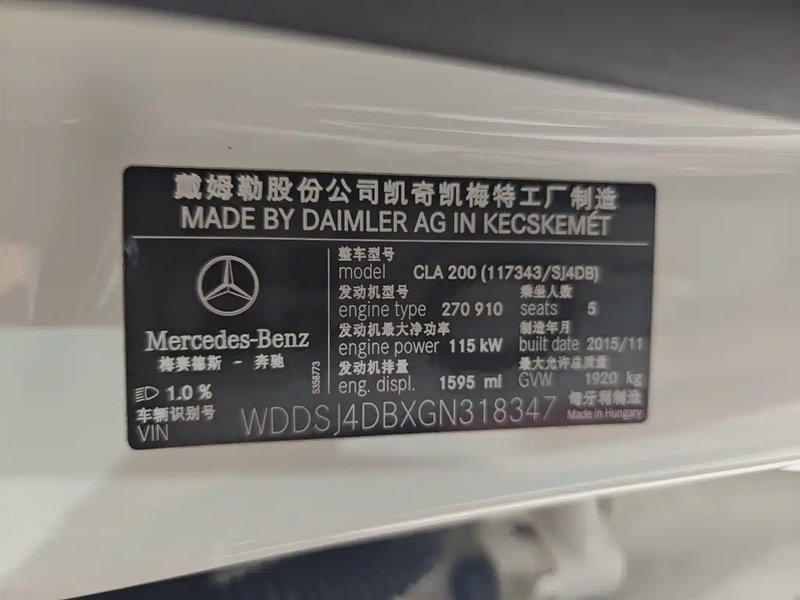 戴姆勒股份公司凯奇凯梅特工厂制造
MADE BY DAIMLER AG IN KECSKEMÉT
整车型号
model CLA 200 (117343/SJ4DB)
发动机型号 乘坐人数
engine type 270 910 seats 5
发动机最大净功率 制造年月
engine power 115 kW built date 2015/11
发动机排量 最大允许总质量
eng. displ. 1595 ml GVW 1920 kg
Mercedes-Benz
梅赛德斯 - 奔驰
5358773
1.0 %
车辆识别号
VIN WDDSJ4DBXGN318347
匈牙利制造
Made in Hungary